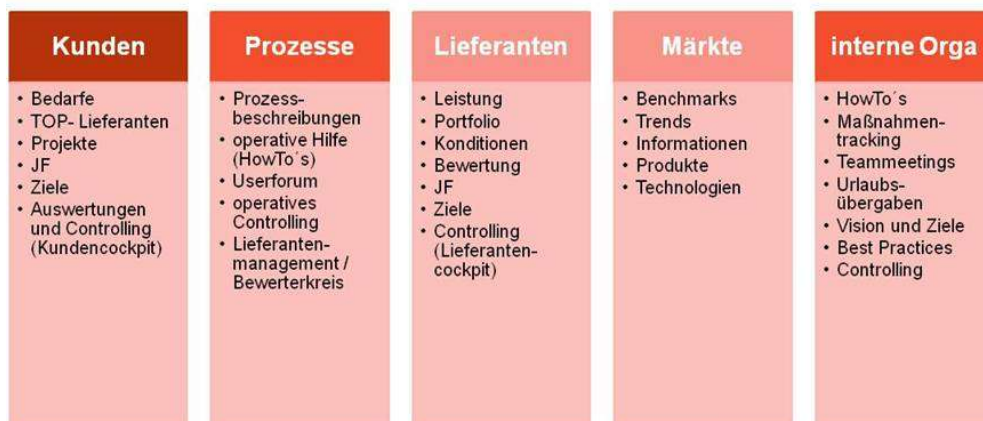 Kunden
• Bedarfe
• TOP- Lieferanten
• Projekte
• JF
• Ziele
• Auswertungen
und Controlling
(Kundencockpit)
Prozesse
• Prozess-
beschreibungen
• operative Hilfe
(HowTo´s)
• Userforum
• operatives
Controlling
• Lieferanten-
management /
Bewerterkreis
Lieferanten
• Leistung
• Portfolio
• Konditionen
• Bewertung
• JF
• Ziele
• Controlling
(Lieferanten-
cockpit)
Märkte
• Benchmarks
• Trends
• Informationen
• Produkte
• Technologien
interne Orga
• HowTo´s
• Maßnahmen-
tracking
• Teammeetings
• Urlaubs-
übergaben
• Vision und Ziele
• Best Practices
• Controlling